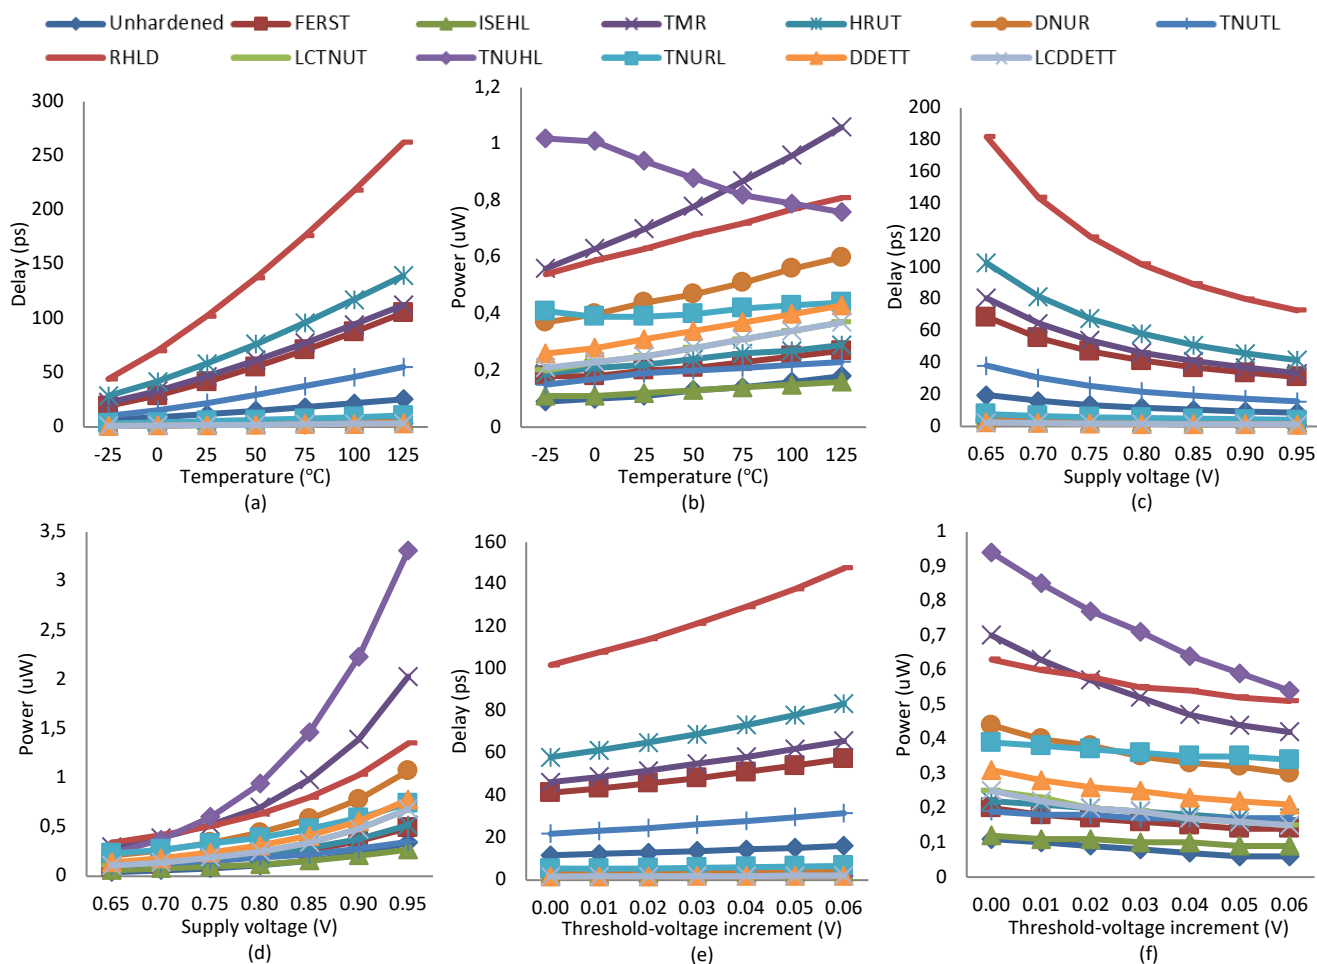 Unhardened FERST ISEHL TMR HRUT DNUR TNUTL
RHLD LCTNUT TNUHL TNURL DDETT LCDDETT
300
250
200
150
100
50
0
Delay (ps)
-25 0 25 50 75 100 125
Temperature (℃)
(a)
1,2
1
0,8
0,6
0,4
0,2
0
Power (uW)
-25 0 25 50 75 100 125
Temperature (℃)
(b)
200
180
160
140
120
100
80
60
40
20
0
Delay (ps)
0.65 0.70 0.75 0.80 0.85 0.90 0.95
Supply voltage (V)
(c)
3,5
3
2,5
2
1,5
1
0,5
0
Power (uW)
0.65 0.70 0.75 0.80 0.85 0.90 0.95
Supply voltage (V)
(d)
160
140
120
100
80
60
40
20
0
Delay (ps)
0.00 0.01 0.02 0.03 0.04 0.05 0.06
Threshold-voltage increment (V)
(e)
1
0,9
0,8
0,7
0,6
0,5
0,4
0,3
0,2
0,1
0
Power (uW)
0.00 0.01 0.02 0.03 0.04 0.05 0.06
Threshold-voltage increment (V)
(f)